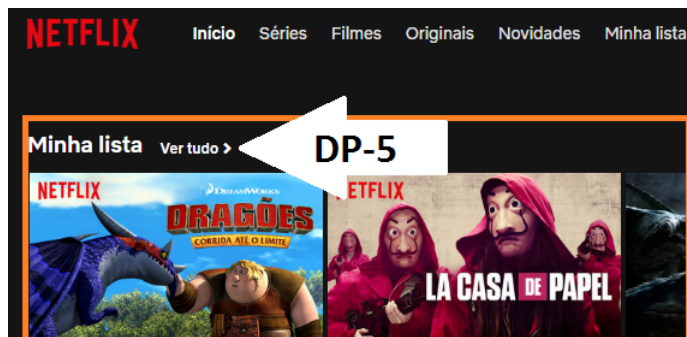 NETFLIX Início Séries Filmes Originais Novidades Minha lista
Minha lista Ver tudo >
DP-5
NETFLIX DREAMWORKS
DRAGÕES
CORRIDA ATÉ O LIMITE
ETFLIX
LA CASA DE PAPEL